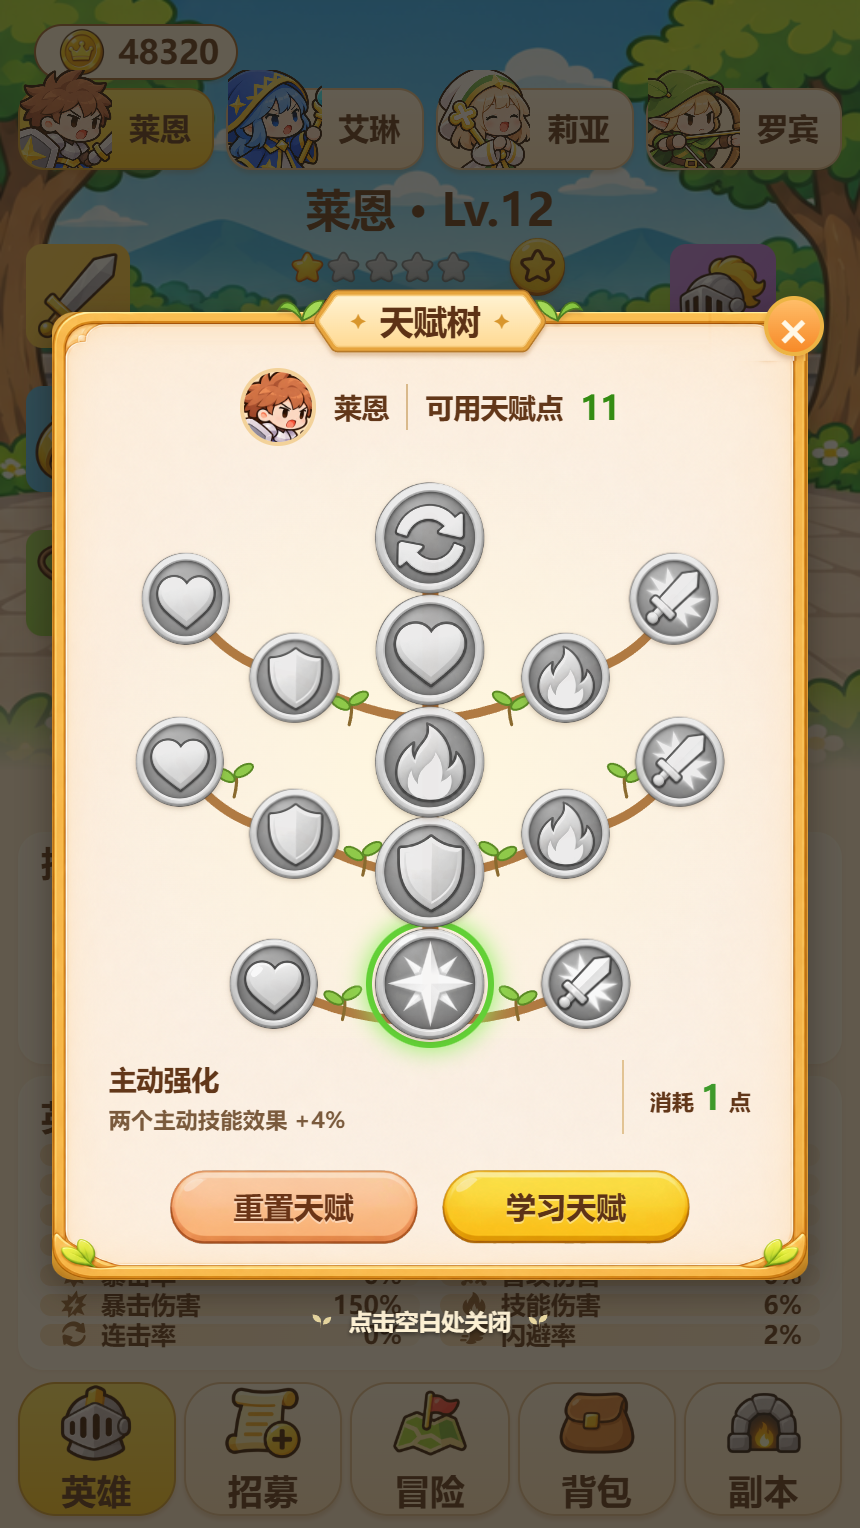 48320
莱恩
艾琳
莉亚
罗宾
莱恩·Lv.12
天赋树
莱恩
可用天赋点 11
主动强化
两个主动技能效果 +4%
消耗 1 点
重置天赋
学习天赋
暴击伤害 150%
技能伤害 6%
点击空白处关闭
连击率 0%
闪避率 2%
英雄
招募
冒险
背包
副本